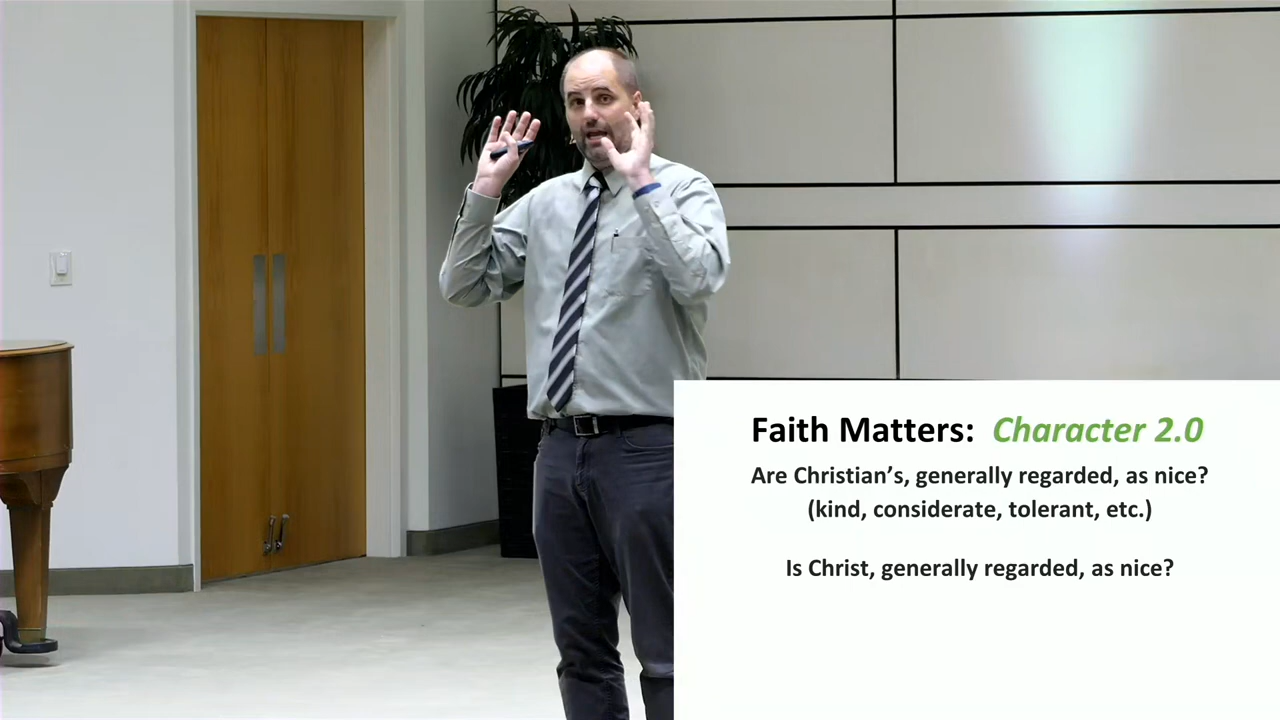 Faith Matters: Character 2.0
Are Christian’s, generally regarded, as nice?
(kind, considerate, tolerant, etc.)
Is Christ, generally regarded, as nice?